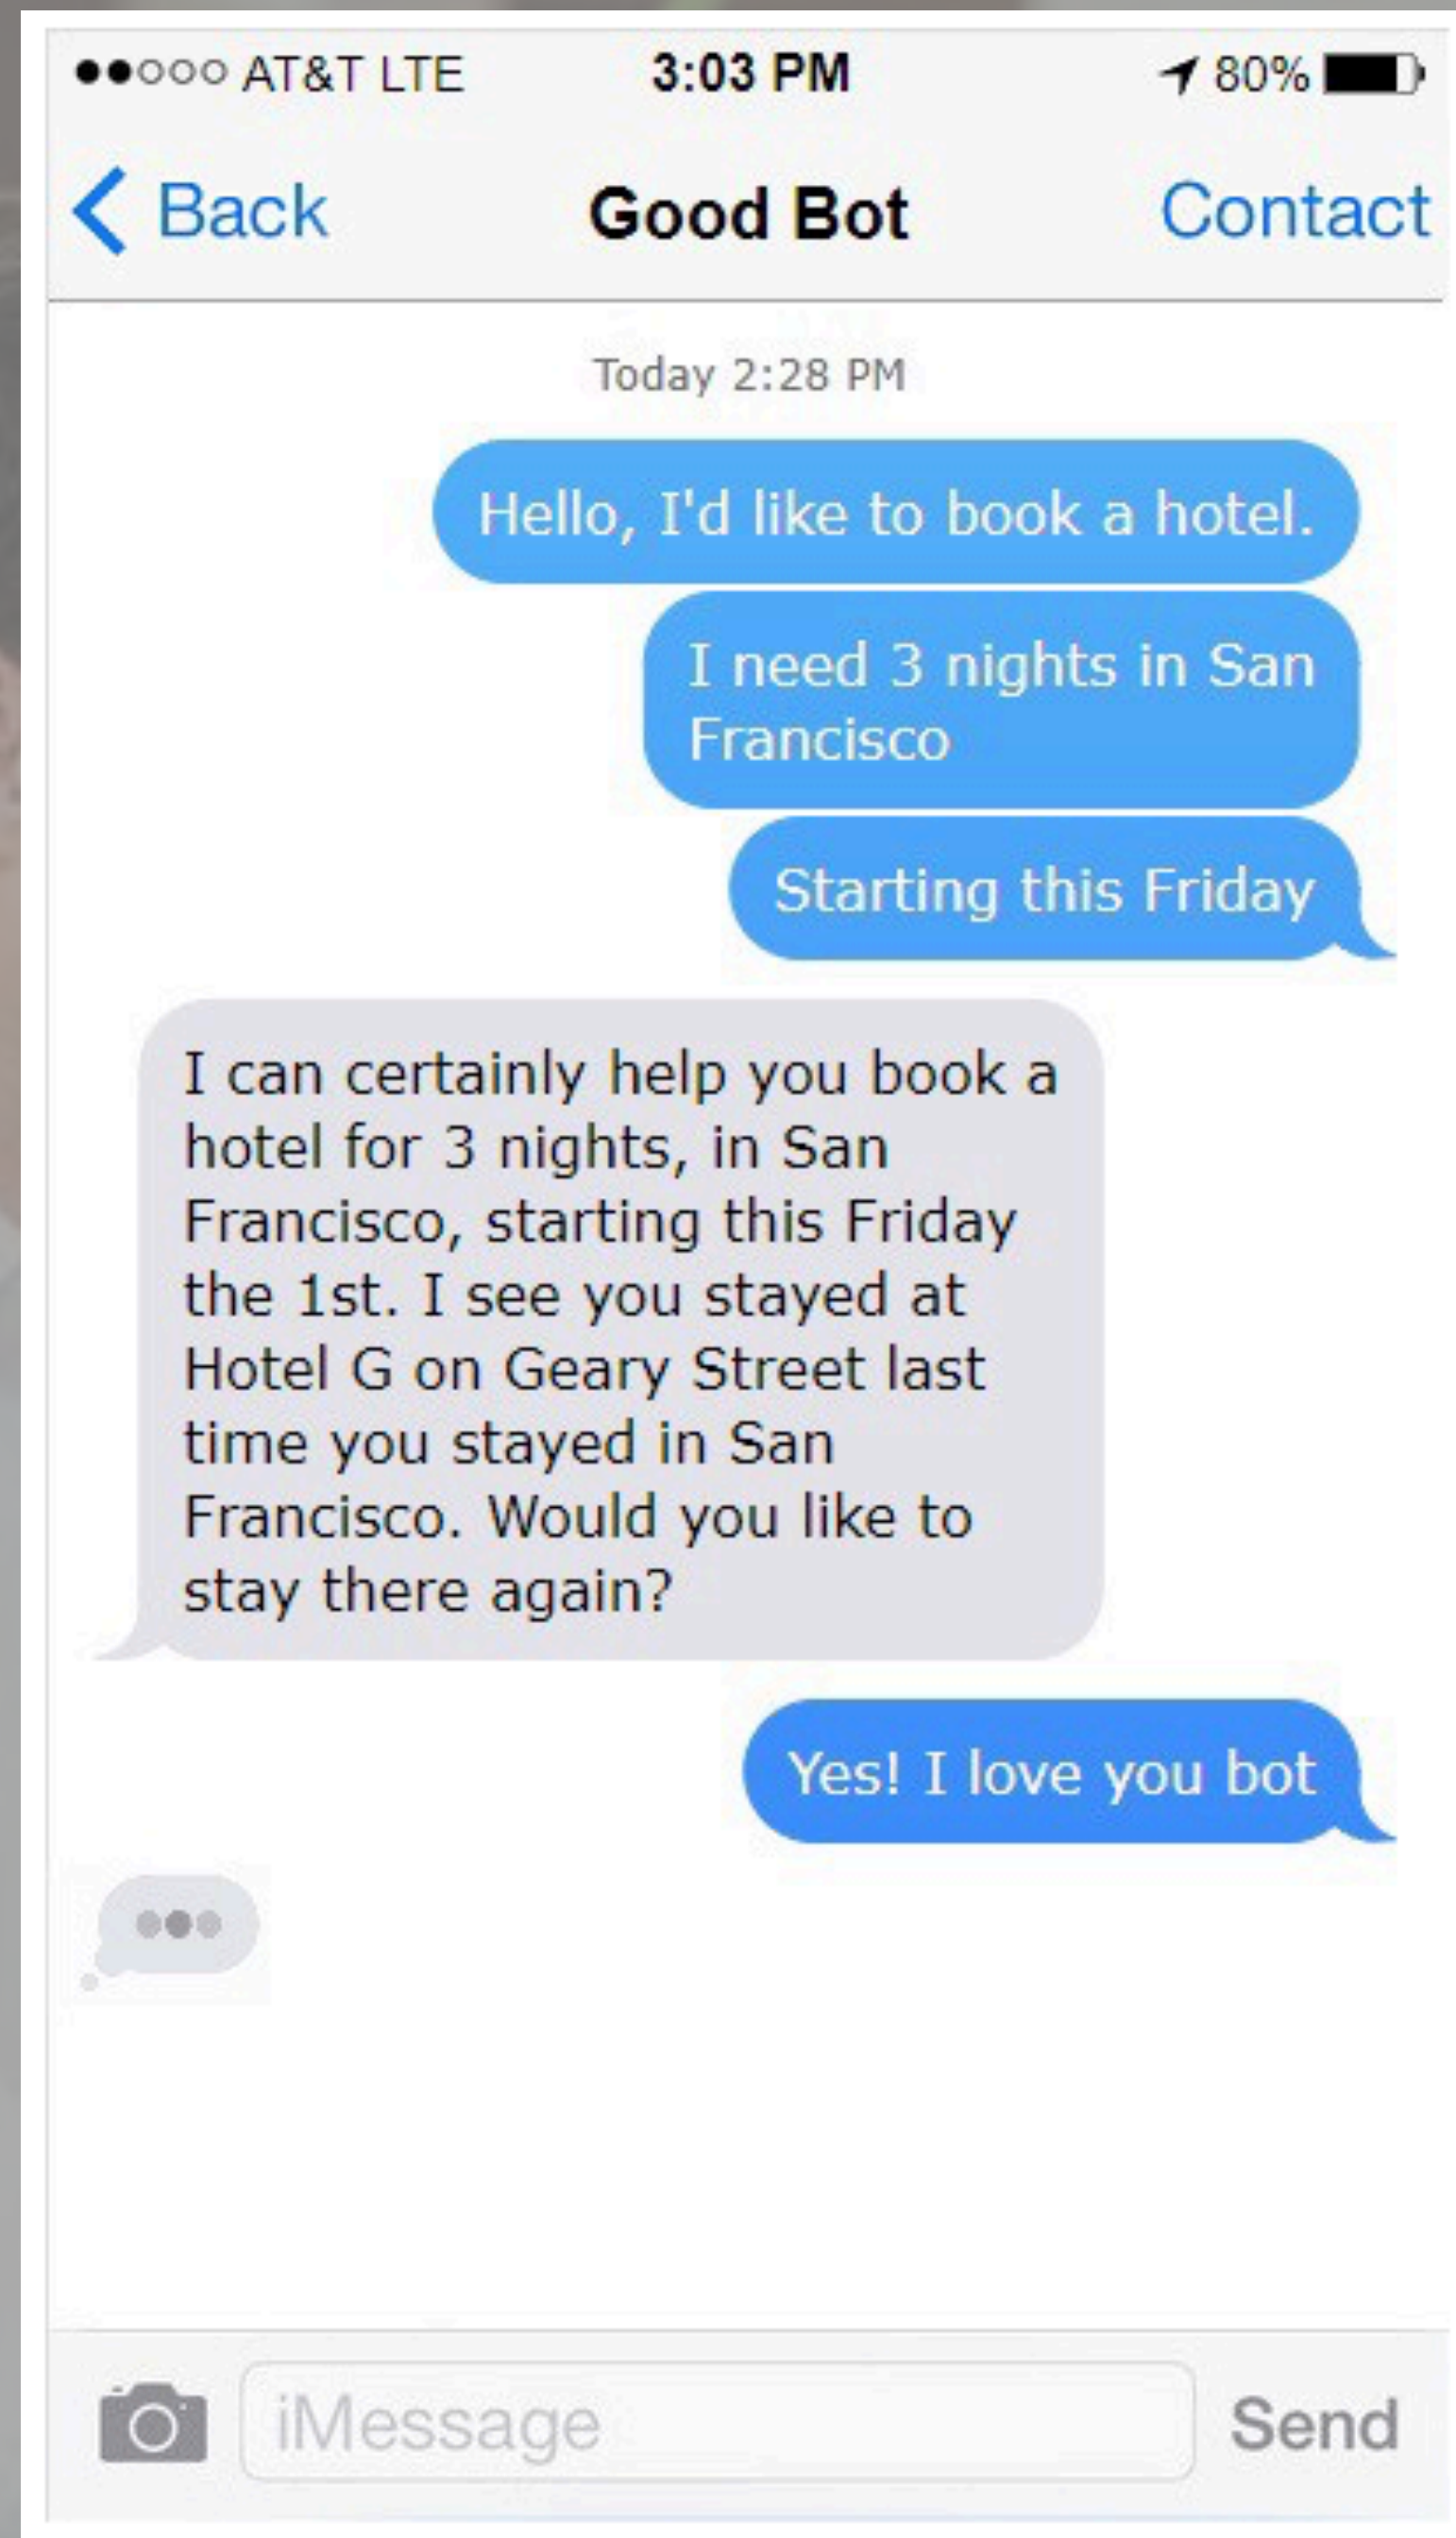 AT&T LTE 3:03 PM 80%
Back Good Bot Contact
Today 2:28 PM
Hello, I'd like to book a hotel.
I need 3 nights in San
Francisco
Starting this Friday
I can certainly help you book a
hotel for 3 nights, in San
Francisco, starting this Friday
the 1st. I see you stayed at
Hotel G on Geary Street last
time you stayed in San
Francisco. Would you like to
stay there again?
Yes! I love you bot
iMessage Send